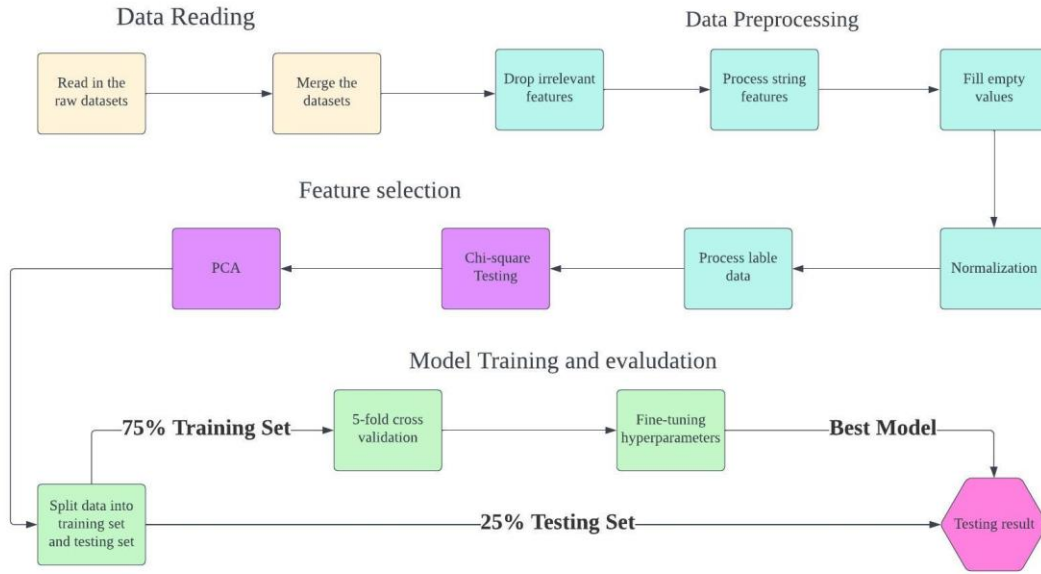 Data Reading
Data Preprocessing
Read in the
raw datasets
Merge the
datasets
Drop irrelevant
features
Process string
features
Fill empty
values
Feature selection
PCA
Chi-square
Testing
Process lable
data
Normalization
Model Training and evaludation
75% Training Set
5-fold cross
validation
Fine-tuning
hyperparameters
Best Model
Split data into
training set
and testing set
25% Testing Set
Testing result